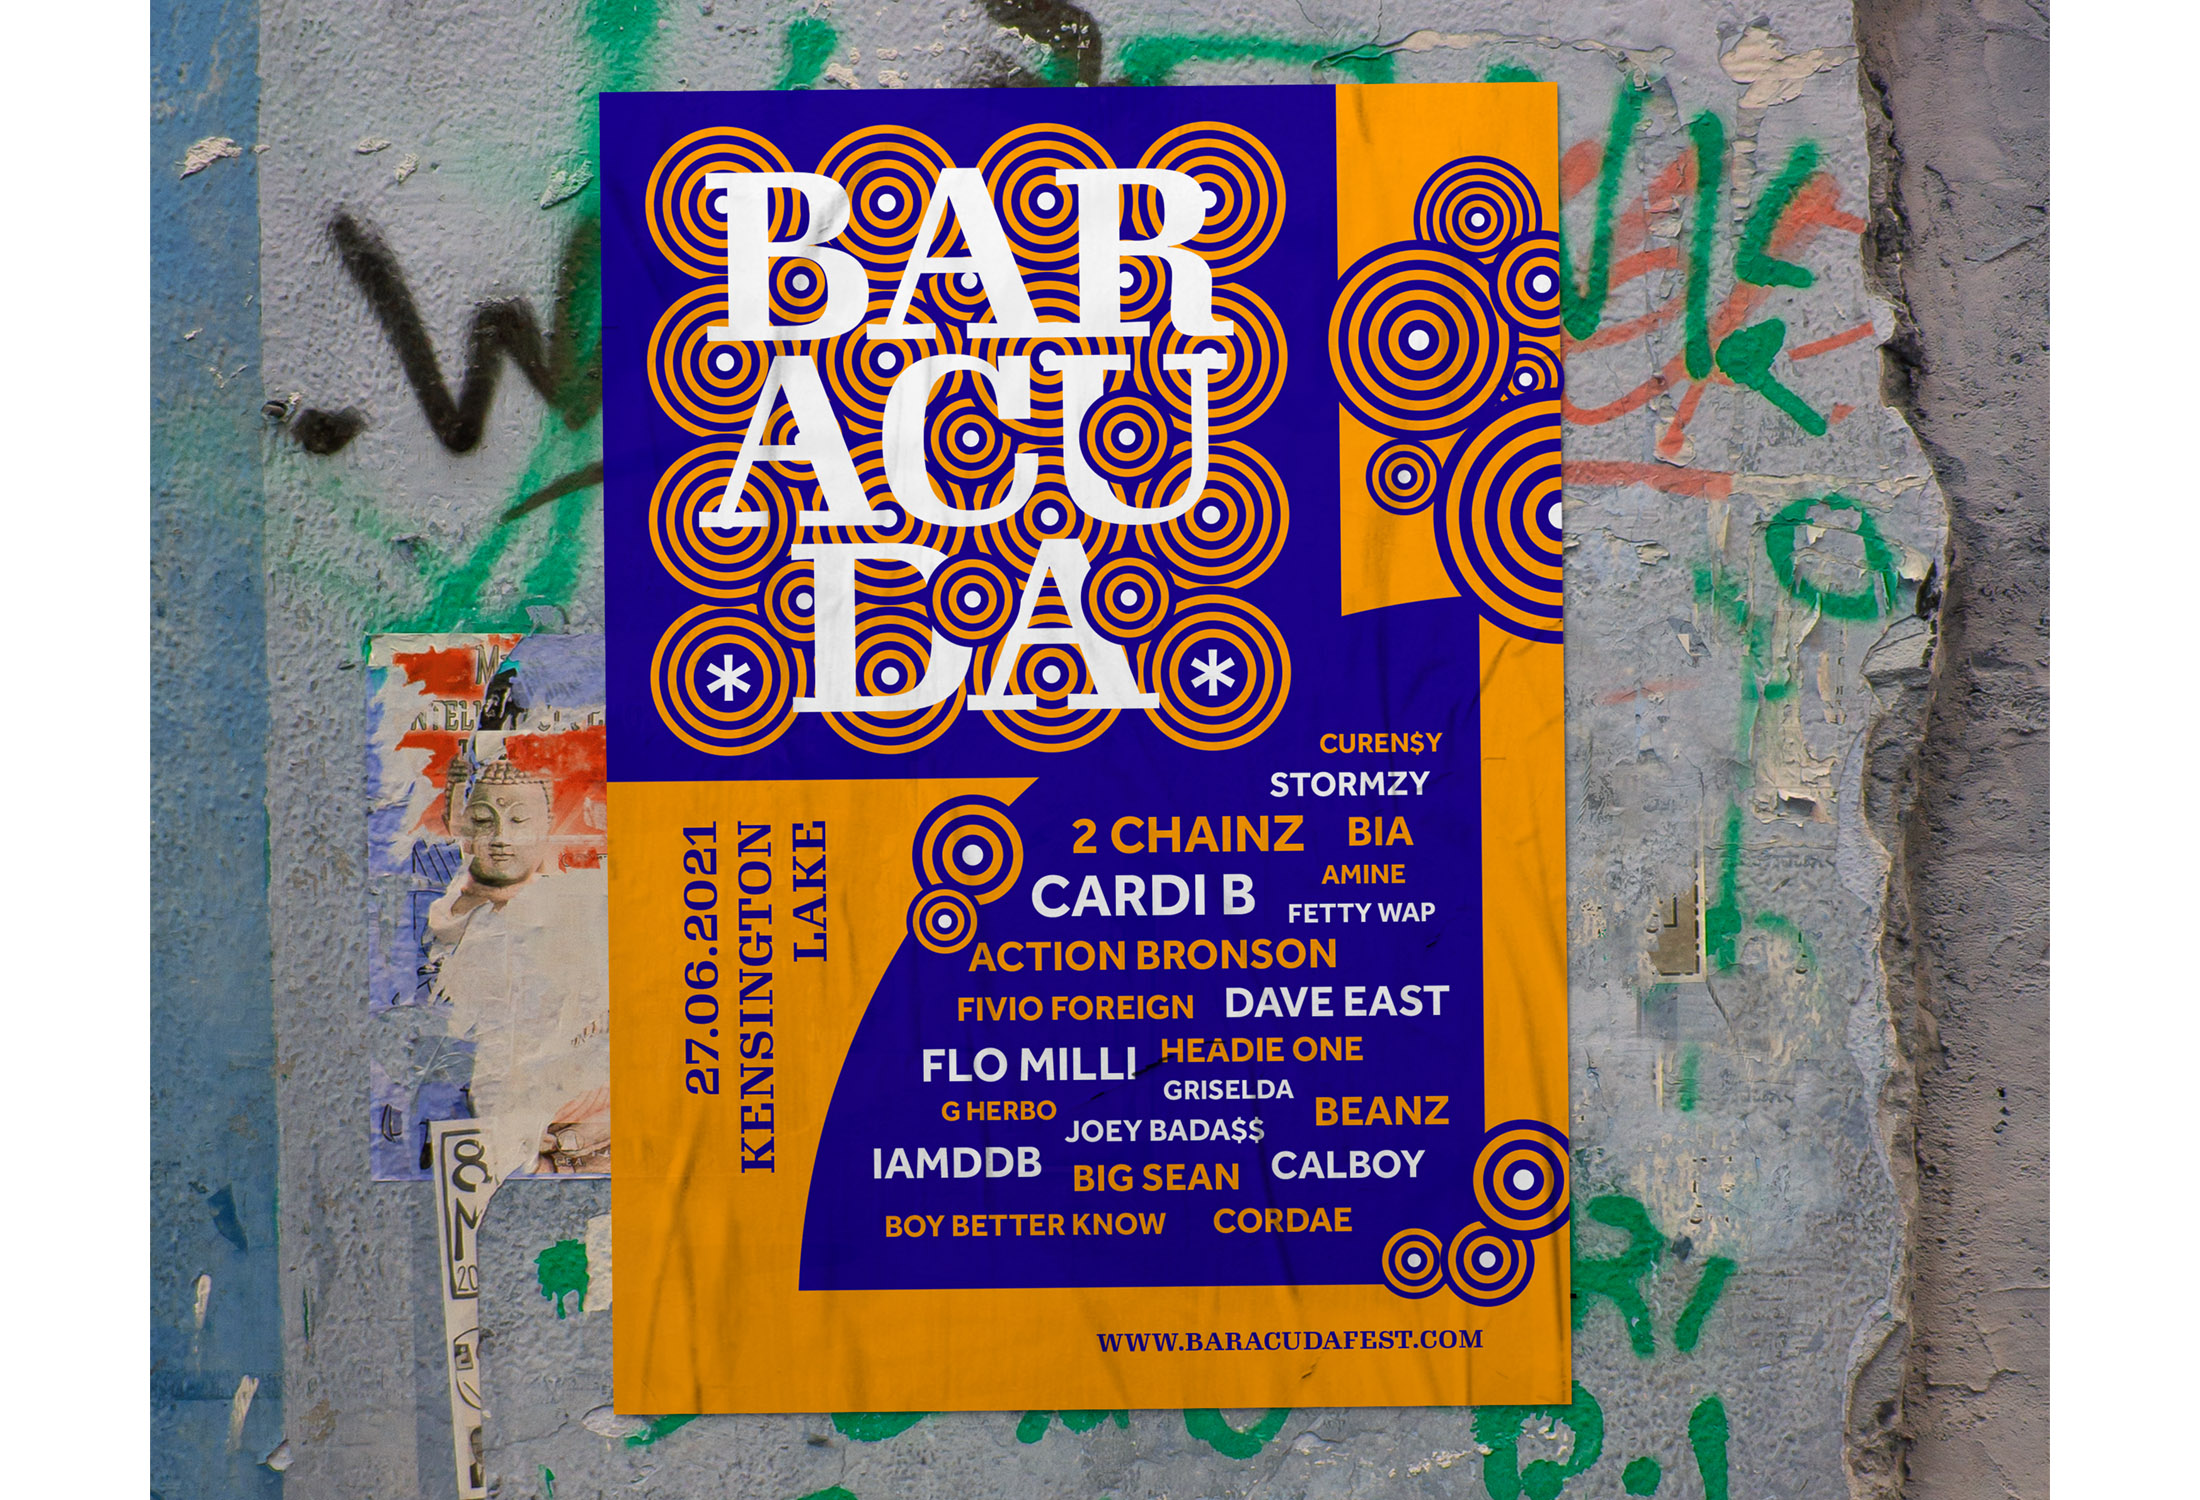 BAR
ACU
DA
* *
CUREN$Y
STORMZY
2 CHAINZ BIA
AMINE
CARDI B
FETTY WAP
ACTION BRONSON
FIVIO FOREIGN DAVE EAST
FLO MILLI HEADIE ONE
GRISELDA
G HERBO BEANZ
JOEY BADA$$
IAMDDB BIG SEAN CALBOY
BOY BETTER KNOW CORDAE
27.06.2021
KENSINGTON
LAKE
WWW.BARACUDAFEST.COM